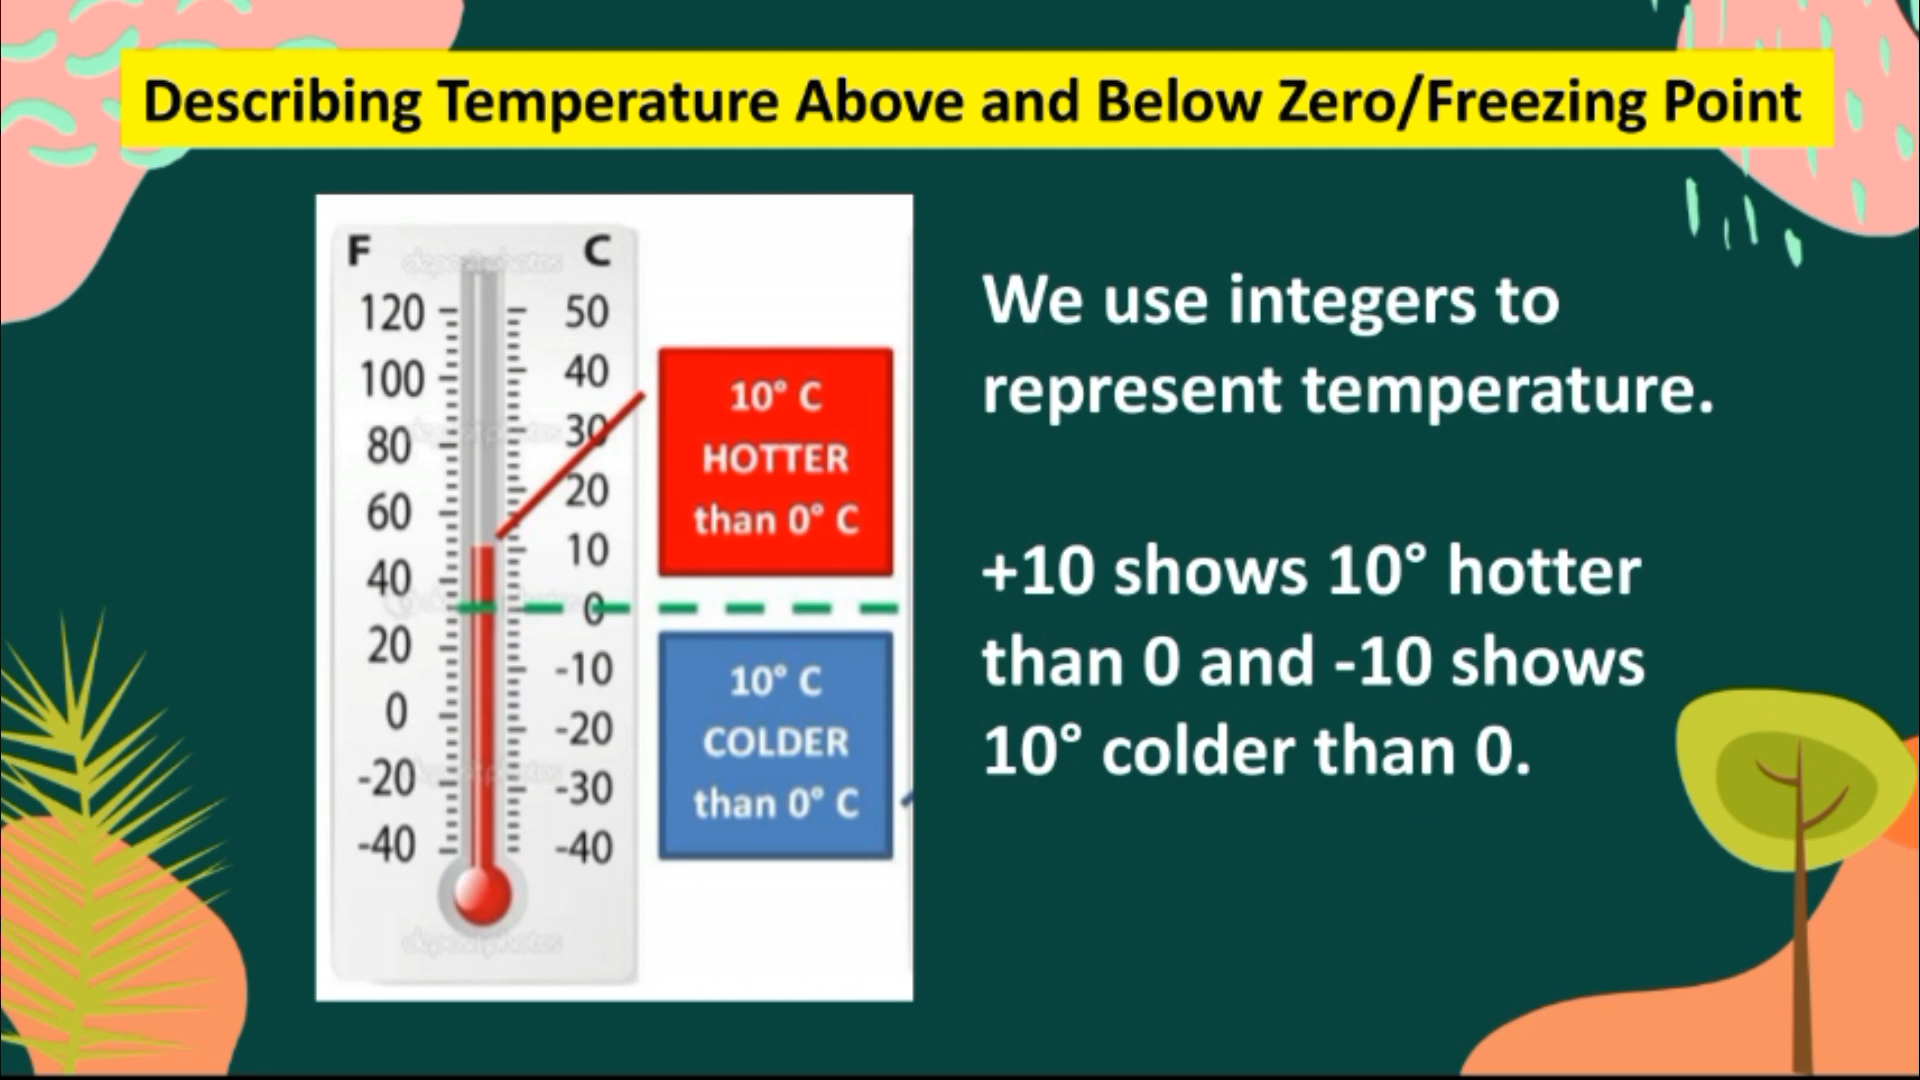 Describing Temperature Above and Below Zero/Freezing Point
F C
120 50
100 40
80 30
60 20
40 10
20 0
0 -10
-20 -20
-40 -30
-40
10° C
HOTTER
than 0° C
10° C
COLDER
than 0° C
We use integers to
represent temperature.
+10 shows 10° hotter
than 0 and -10 shows
10° colder than 0.
depositphotos
depositphotos